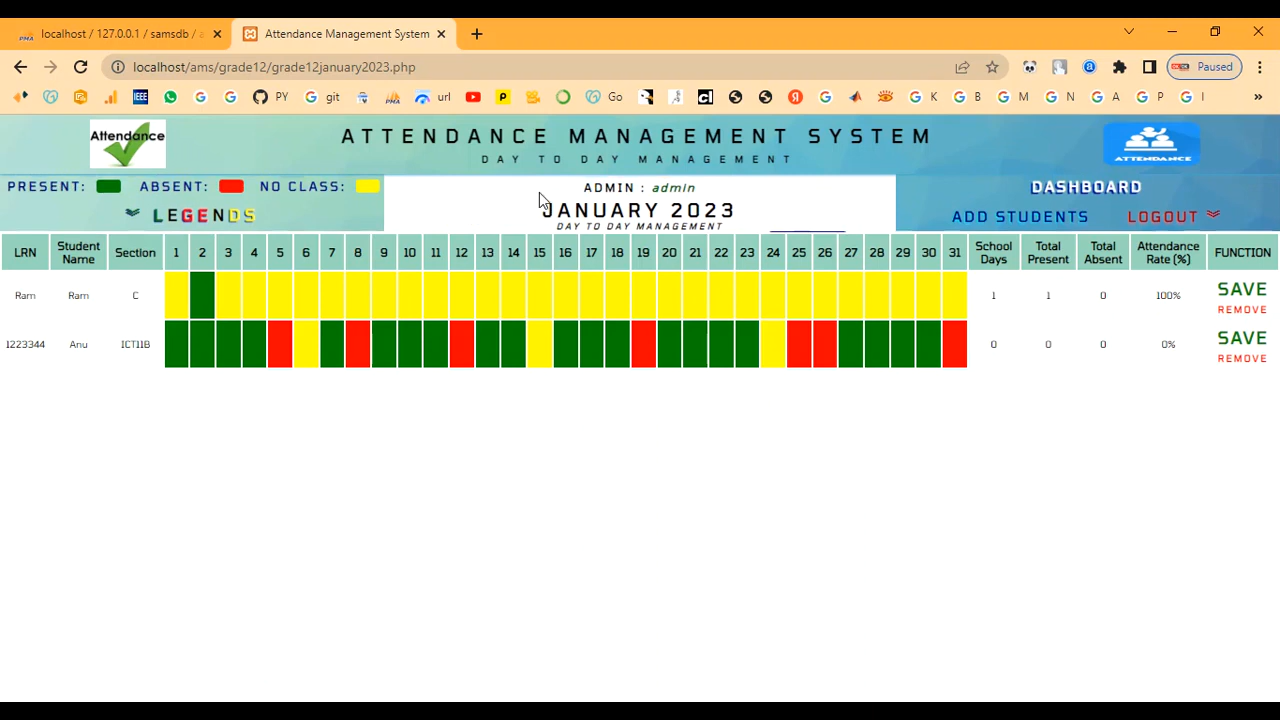 localhost / 127.0.0.1 / samsdb /
Attendance Management System
localhost/ams/grade12/grade12january2023.php
Paused
IEEE
PY
git
PMA
url
Go
K
B
M
N
A
P
I
»
Attendance
ATTENDANCE MANAGEMENT SYSTEM
DAY TO DAY MANAGEMENT
ATTENDANCE
PRESENT: ABSENT: NO CLASS:
LEGENDS
ADMIN : admin
JANUARY 2023
DAY TO DAY MANAGEMENT
DASHBOARD
ADD STUDENTS LOGOUT
LRN Student Name Section 1 2 3 4 5 6 7 8 9 10 11 12 13 14 15 16 17 18 19 20 21 22 23 24 25 26 27 28 29 30 31 School Days Total Present Total Absent Attendance Rate (%) FUNCTION
Ram Ram C 1 1 0 100% SAVE
REMOVE
1223344 Anu ICT11B 0 0 0 0% SAVE
REMOVE